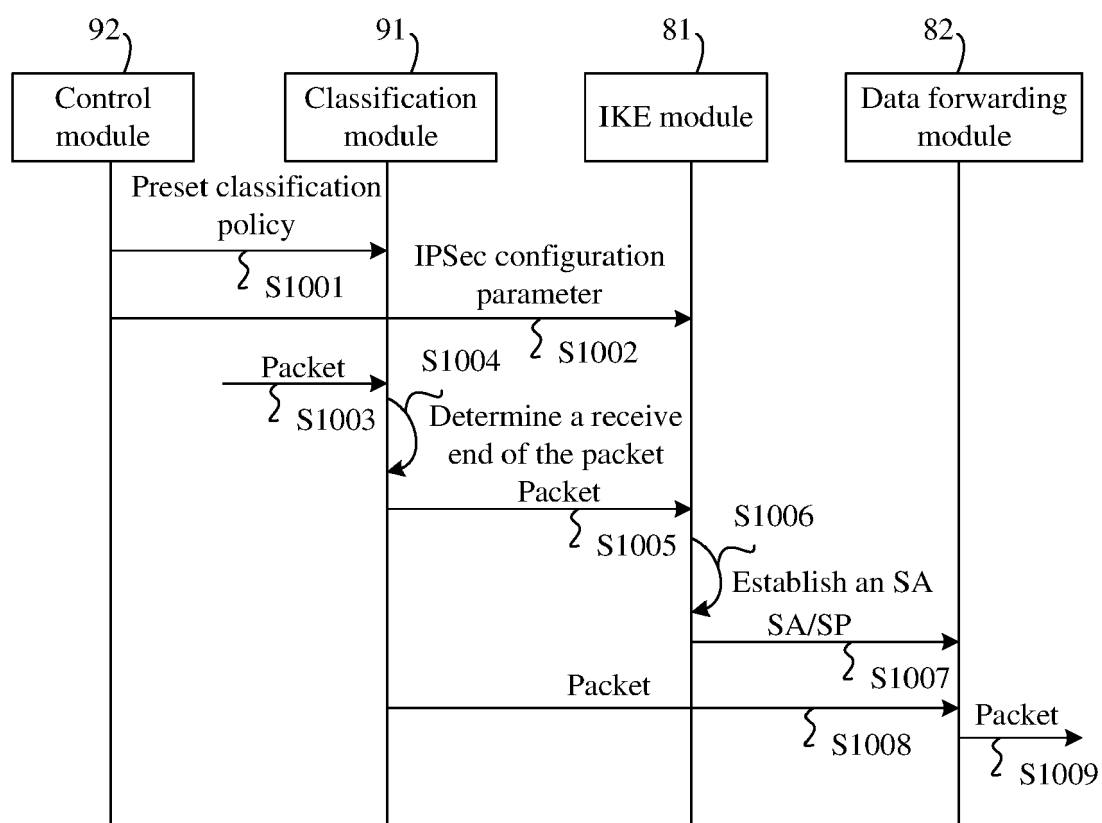 92
91
81
82
Control
module
Classification
module
IKE module
Data forwarding
module
Preset classification
policy
S1001
IPSec configuration
parameter
S1002
Packet
S1003
S1004
Determine a receive
end of the packet
Packet
S1005
S1006
Establish an SA
SA/SP
S1007
Packet
S1008
Packet
S1009